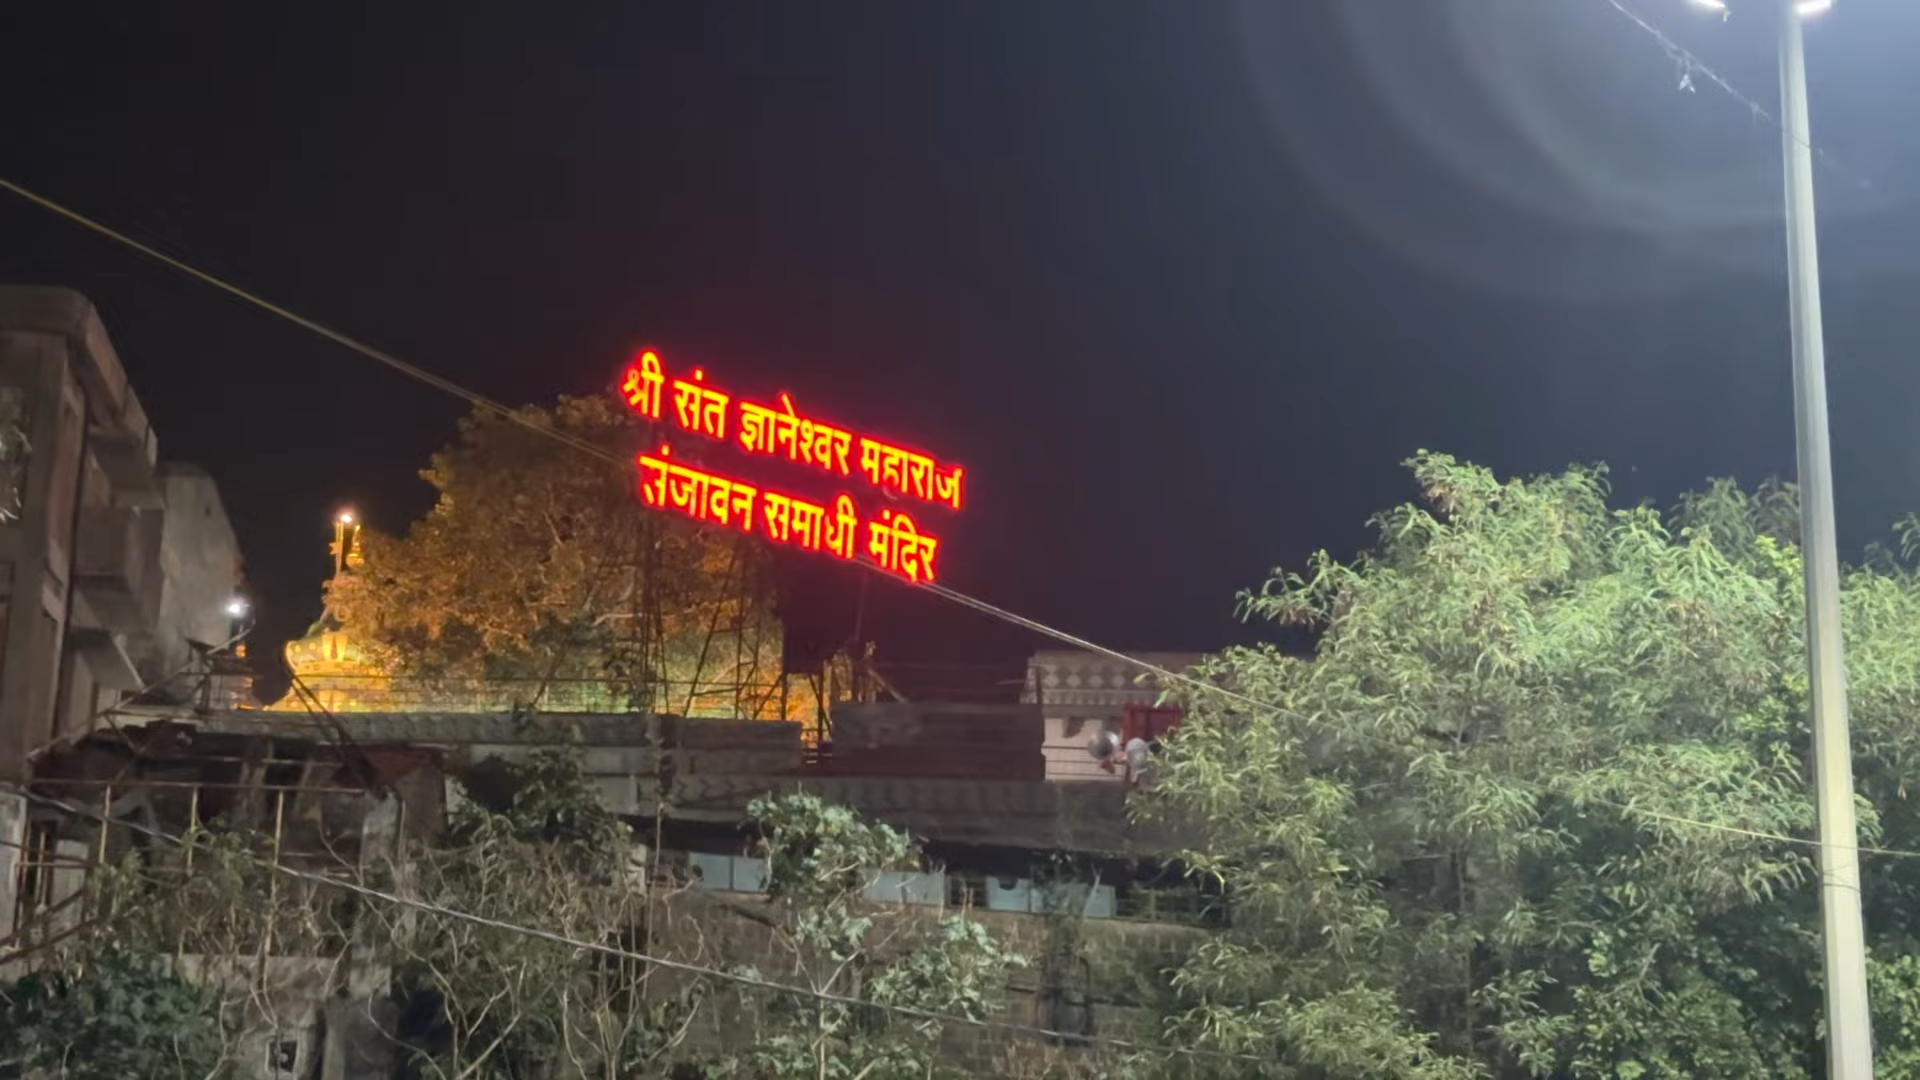 श्री संत ज्ञानेश्वर महाराज
संजावन समाधी मंदिर